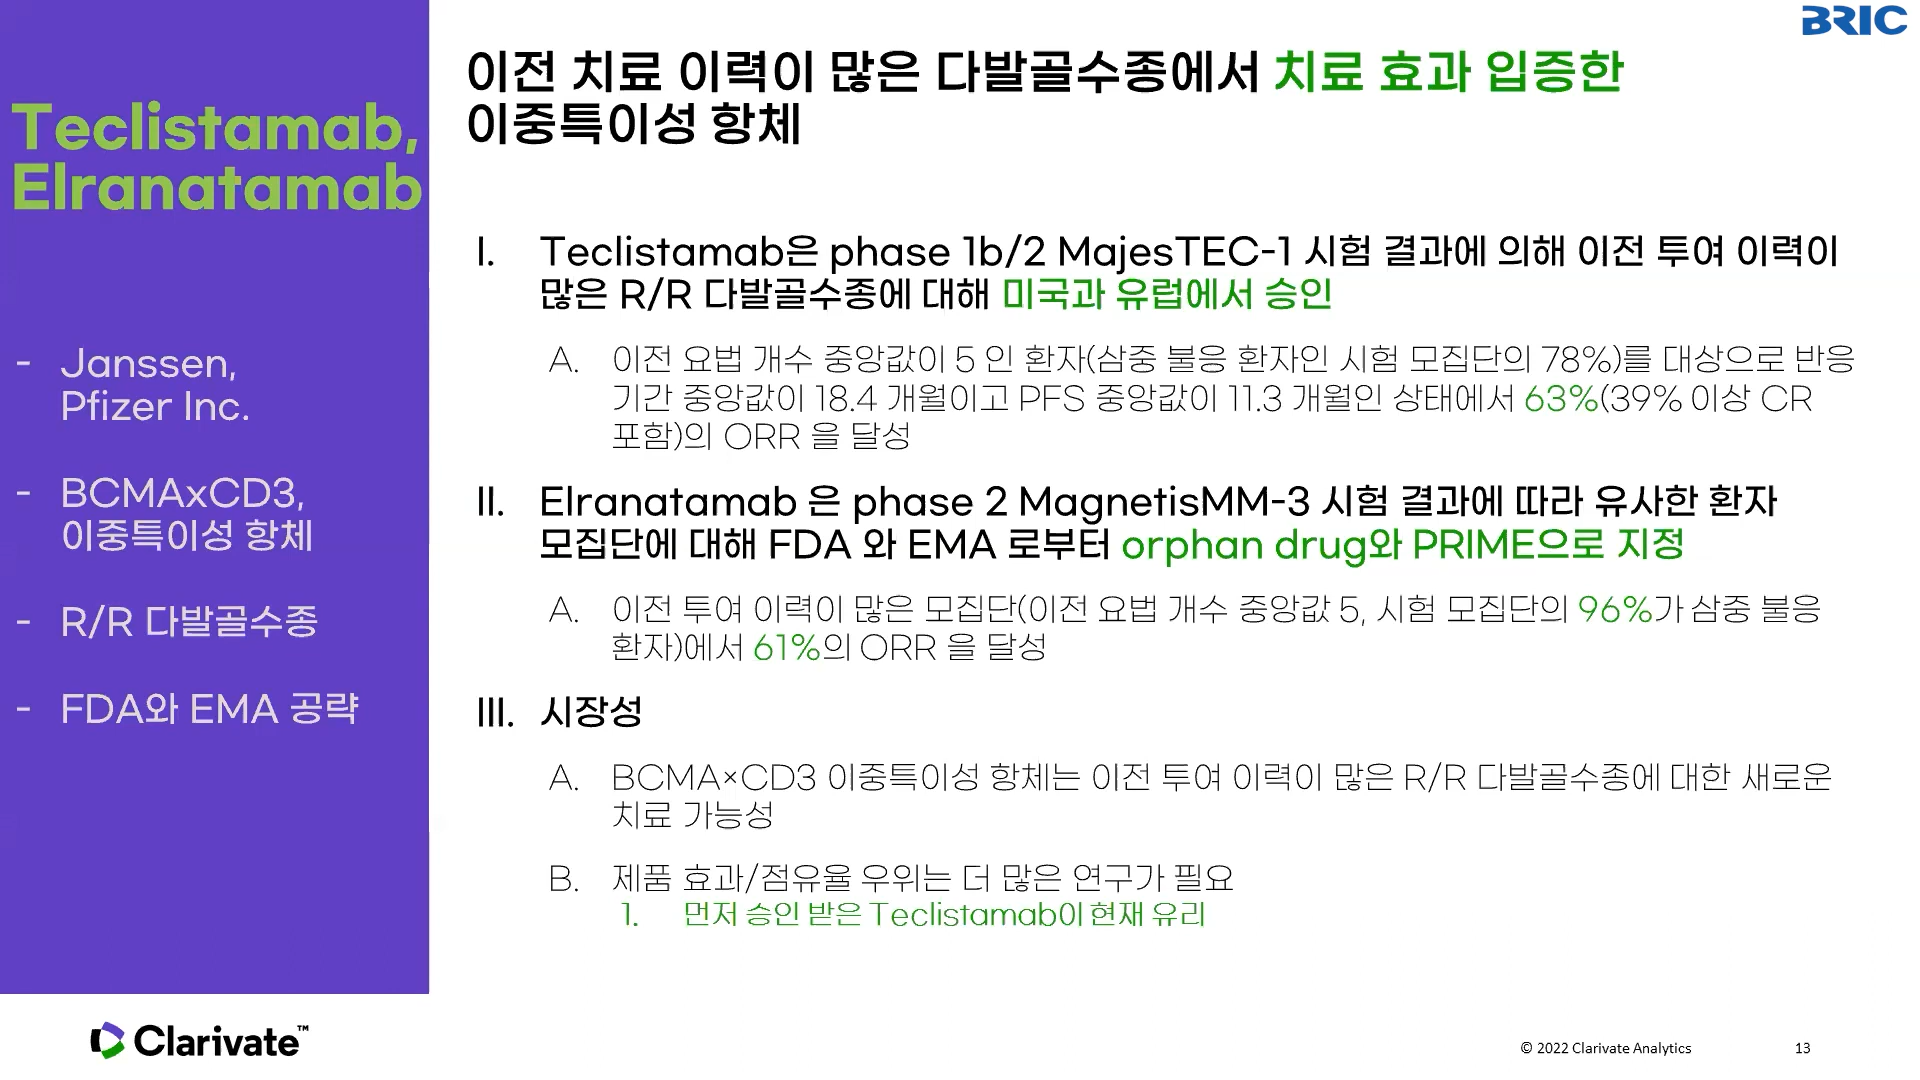 BRIC
Teclistamab,
Elranatamab
- Janssen,
Pfizer Inc.
- BCMAxCD3,
이중특이성 항체
- R/R 다발골수종
- FDA와 EMA 공략
이전 치료 이력이 많은 다발골수종에서 치료 효과 입증한
이중특이성 항체
I. Teclistamab은 phase 1b/2 MajesTEC-1 시험 결과에 의해 이전 투여 이력이
많은 R/R 다발골수종에 대해 미국과 유럽에서 승인
A. 이전 요법 개수 중앙값이 5 인 환자(삼중 불응 환자인 시험 모집단의 78%)를 대상으로 반응
기간 중앙값이 18.4 개월이고 PFS 중앙값이 11.3 개월인 상태에서 63%(39% 이상 CR
포함)의 ORR 을 달성
II. Elranatamab 은 phase 2 MagnetisMM-3 시험 결과에 따라 유사한 환자
모집단에 대해 FDA 와 EMA 로부터 orphan drug와 PRIME으로 지정
A. 이전 투여 이력이 많은 모집단(이전 요법 개수 중앙값 5, 시험 모집단의 96%가 삼중 불응
환자)에서 61%의 ORR 을 달성
III. 시장성
A. BCMA×CD3 이중특이성 항체는 이전 투여 이력이 많은 R/R 다발골수종에 대한 새로운
치료 가능성
B. 제품 효과/점유율 우위는 더 많은 연구가 필요
1. 먼저 승인 받은 Teclistamab이 현재 유리
Clarivate™
© 2022 Clarivate Analytics
13